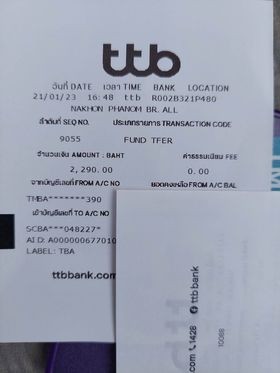 ttb
วันที่ DATE เวลา TIME BANK LOCATION
21/01/23 16:48 ttb R002B321P480
NAKHON PHANOM BR. ALL
ลำดับที่ SEQ NO. ประเภทรายการ TRANSACTION CODE
9055 FUND TFER
จำนวนเงิน AMOUNT : BAHT ค่าธรรมเนียม FEE
2,290.00 0.00
จากบัญชีเลขที่ FROM A/C NO ยอดคงเหลือ FROM A/C BAL
TMBA*******390
เข้าบัญชีเลขที่ TO A/C NO
SCBA***048227*
AID: A000000677010
LABEL: TBA
ttbbank.com
ttb bank
.com 1428
ttb